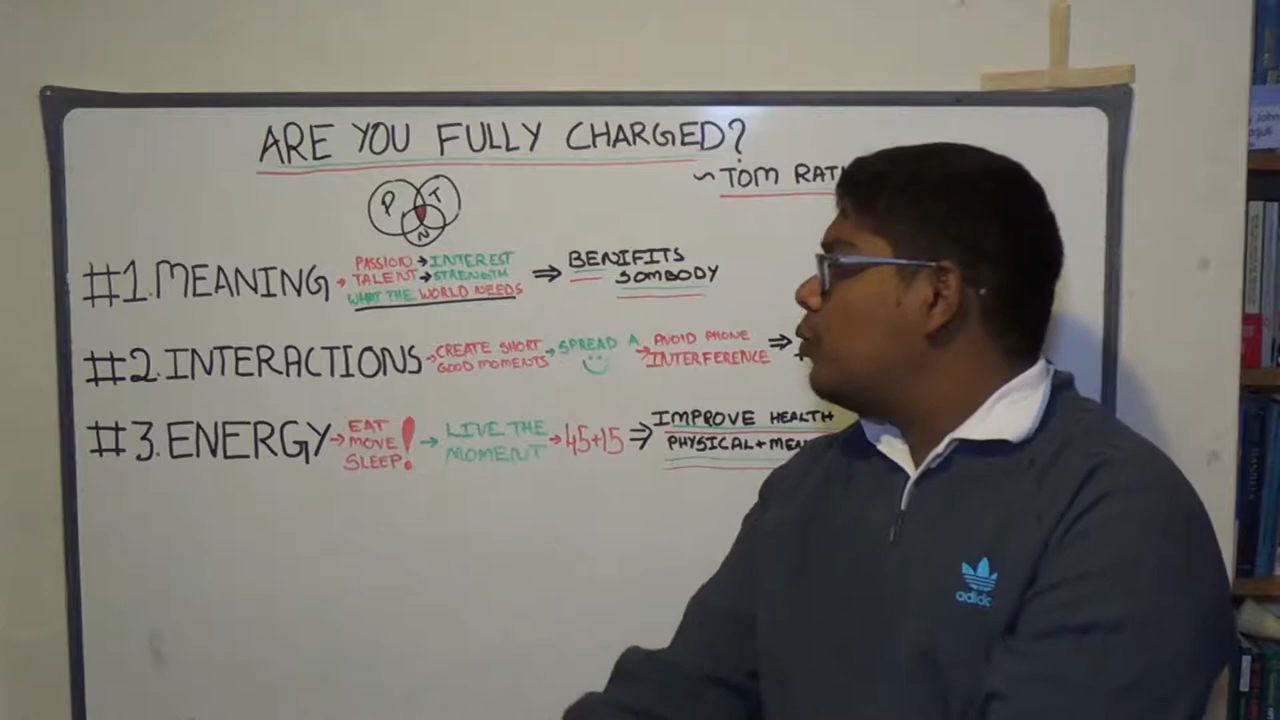 ARE YOU FULLY CHARGED?
~ TOM RAT
P T
N
#1. MEANING → PASSION → INTEREST
TALENT → STRENGTH
WHAT THE WORLD NEEDS
⇒ BENIFITS
SOMBODY
#2. INTERACTIONS → CREATE SHORT
GOOD MOMENTS
→ SPREAD A
→ AVOID PHONE
INTERFERENCE ⇒
#3. ENERGY → EAT
MOVE
SLEEP!
→ LIVE THE
MOMENT
→ 45+15 ⇒ IMPROVE HEALTH
PHYSICAL + MEN
adidc